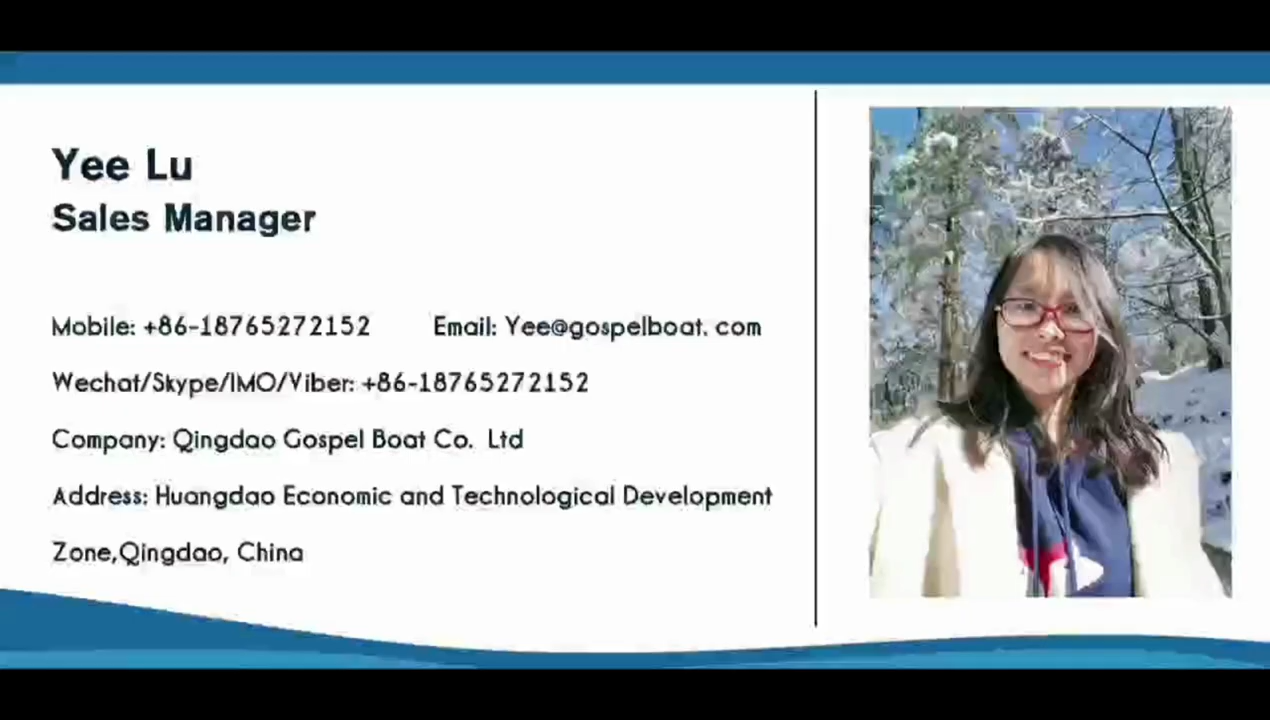 Yee Lu
Sales Manager
Mobile: +86-18765272152 Email: Yee@gospelboat. com
Wechat/Skype/IMO/Viber: +86-18765272152
Company: Qingdao Gospel Boat Co. Ltd
Address: Huangdao Economic and Technological Development
Zone,Qingdao, China